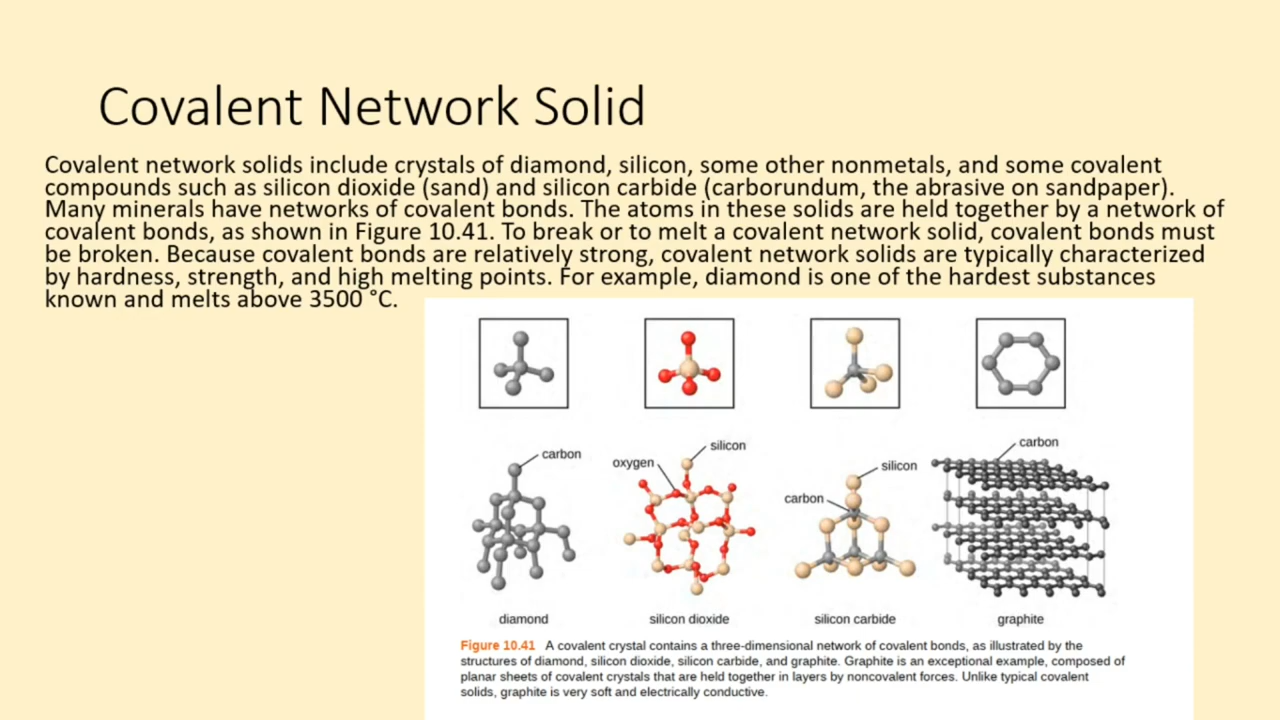 Covalent Network Solid
Covalent network solids include crystals of diamond, silicon, some other nonmetals, and some covalent
compounds such as silicon dioxide (sand) and silicon carbide (carborundum, the abrasive on sandpaper).
Many minerals have networks of covalent bonds. The atoms in these solids are held together by a network of
covalent bonds, as shown in Figure 10.41. To break or to melt a covalent network solid, covalent bonds must
be broken. Because covalent bonds are relatively strong, covalent network solids are typically characterized
by hardness, strength, and high melting points. For example, diamond is one of the hardest substances
known and melts above 3500 °C.
carbon
oxygen
silicon
carbon
silicon
carbon
diamond
silicon dioxide
silicon carbide
graphite
Figure 10.41 A covalent crystal contains a three-dimensional network of covalent bonds, as illustrated by the
structures of diamond, silicon dioxide, silicon carbide, and graphite. Graphite is an exceptional example, composed of
planar sheets of covalent crystals that are held together in layers by noncovalent forces. Unlike typical covalent
solids, graphite is very soft and electrically conductive.